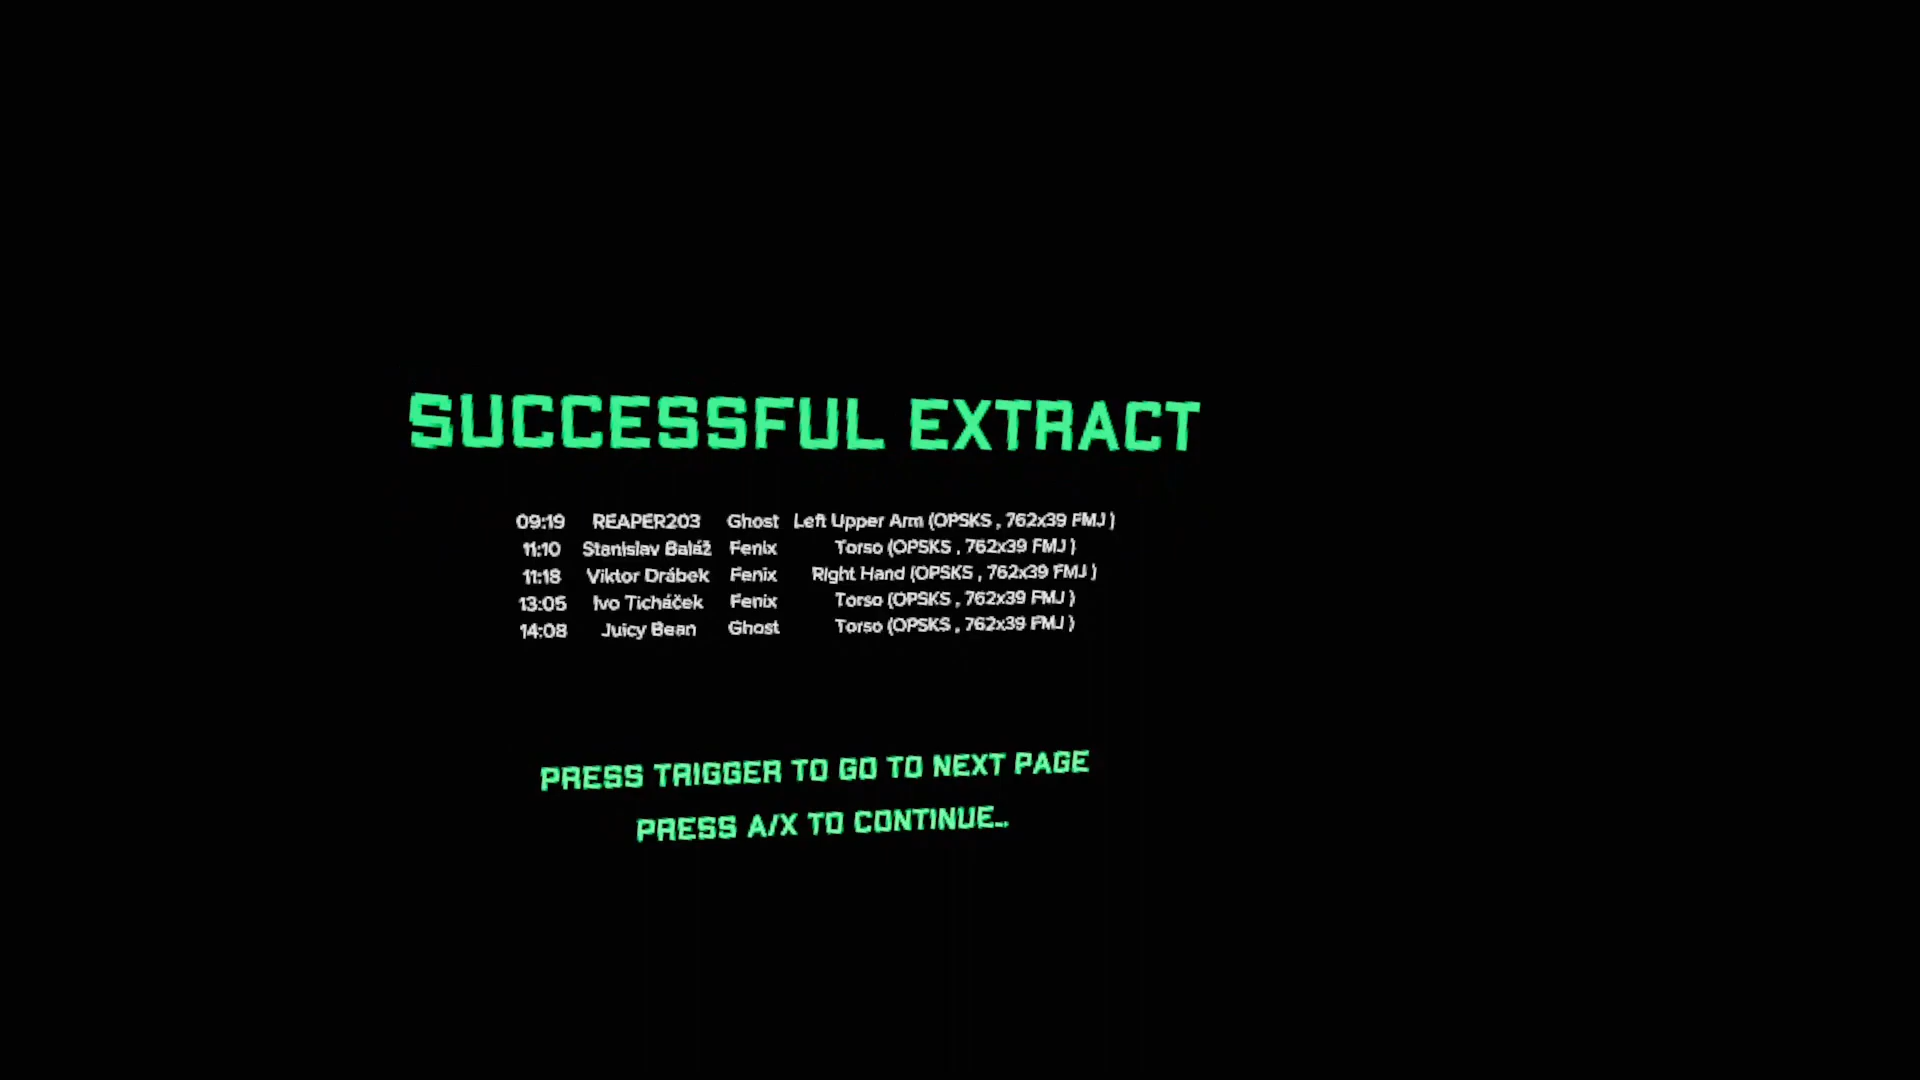 SUCCESSFUL EXTRACT
09:19 REAPER203 Ghost Left Upper Arm (OPSKS , 762x39 FMJ )
11:10 Stanislav Baláž Fenix Torso (OPSKS , 762x39 FMJ )
11:18 Viktor Drábek Fenix Right Hand (OPSKS , 762x39 FMJ )
13:05 Ivo Ticháček Fenix Torso (OPSKS , 762x39 FMJ )
14:08 Juicy Bean Ghost Torso (OPSKS , 762x39 FMJ )
PRESS TRIGGER TO GO TO NEXT PAGE
PRESS A/X TO CONTINUE..